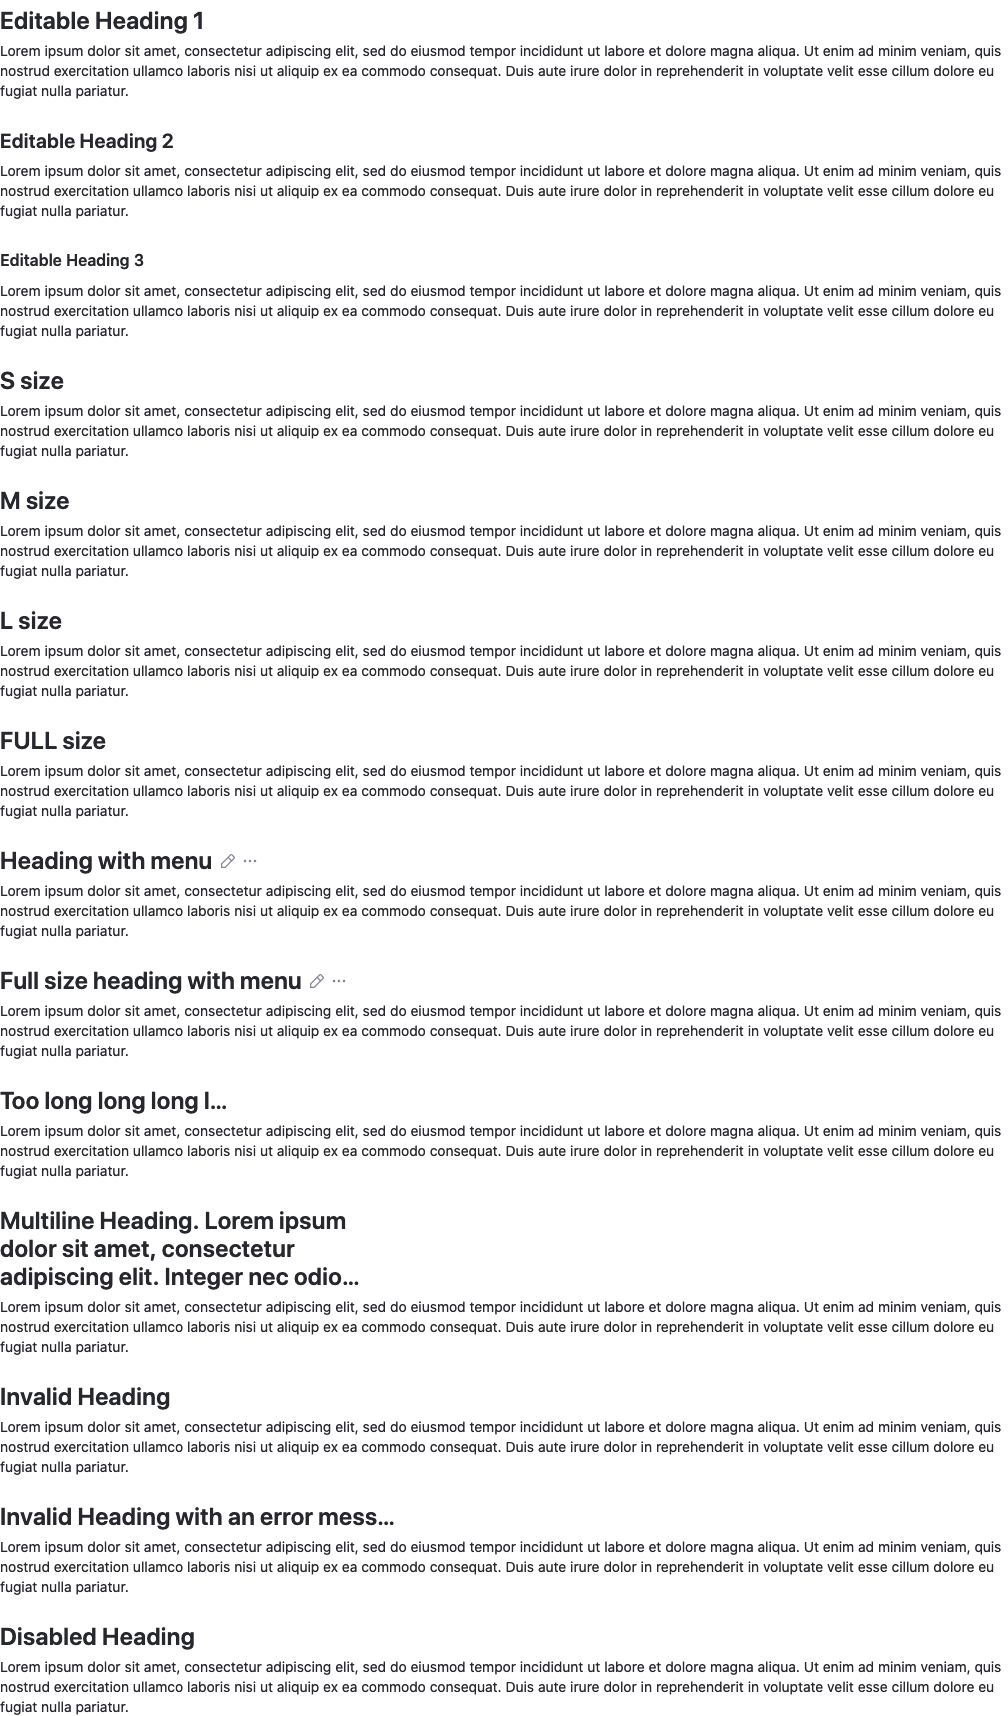 Editable Heading 1
Lorem ipsum dolor sit amet, consectetur adipiscing elit, sed do eiusmod tempor incididunt ut labore et dolore magna aliqua. Ut enim ad minim veniam, quis
nostrud exercitation ullamco laboris nisi ut aliquip ex ea commodo consequat. Duis aute irure dolor in reprehenderit in voluptate velit esse cillum dolore eu
fugiat nulla pariatur.
Editable Heading 2
Lorem ipsum dolor sit amet, consectetur adipiscing elit, sed do eiusmod tempor incididunt ut labore et dolore magna aliqua. Ut enim ad minim veniam, quis
nostrud exercitation ullamco laboris nisi ut aliquip ex ea commodo consequat. Duis aute irure dolor in reprehenderit in voluptate velit esse cillum dolore eu
fugiat nulla pariatur.
Editable Heading 3
Lorem ipsum dolor sit amet, consectetur adipiscing elit, sed do eiusmod tempor incididunt ut labore et dolore magna aliqua. Ut enim ad minim veniam, quis
nostrud exercitation ullamco laboris nisi ut aliquip ex ea commodo consequat. Duis aute irure dolor in reprehenderit in voluptate velit esse cillum dolore eu
fugiat nulla pariatur.
S size
Lorem ipsum dolor sit amet, consectetur adipiscing elit, sed do eiusmod tempor incididunt ut labore et dolore magna aliqua. Ut enim ad minim veniam, quis
nostrud exercitation ullamco laboris nisi ut aliquip ex ea commodo consequat. Duis aute irure dolor in reprehenderit in voluptate velit esse cillum dolore eu
fugiat nulla pariatur.
M size
Lorem ipsum dolor sit amet, consectetur adipiscing elit, sed do eiusmod tempor incididunt ut labore et dolore magna aliqua. Ut enim ad minim veniam, quis
nostrud exercitation ullamco laboris nisi ut aliquip ex ea commodo consequat. Duis aute irure dolor in reprehenderit in voluptate velit esse cillum dolore eu
fugiat nulla pariatur.
L size
Lorem ipsum dolor sit amet, consectetur adipiscing elit, sed do eiusmod tempor incididunt ut labore et dolore magna aliqua. Ut enim ad minim veniam, quis
nostrud exercitation ullamco laboris nisi ut aliquip ex ea commodo consequat. Duis aute irure dolor in reprehenderit in voluptate velit esse cillum dolore eu
fugiat nulla pariatur.
FULL size
Lorem ipsum dolor sit amet, consectetur adipiscing elit, sed do eiusmod tempor incididunt ut labore et dolore magna aliqua. Ut enim ad minim veniam, quis
nostrud exercitation ullamco laboris nisi ut aliquip ex ea commodo consequat. Duis aute irure dolor in reprehenderit in voluptate velit esse cillum dolore eu
fugiat nulla pariatur.
Heading with menu
Lorem ipsum dolor sit amet, consectetur adipiscing elit, sed do eiusmod tempor incididunt ut labore et dolore magna aliqua. Ut enim ad minim veniam, quis
nostrud exercitation ullamco laboris nisi ut aliquip ex ea commodo consequat. Duis aute irure dolor in reprehenderit in voluptate velit esse cillum dolore eu
fugiat nulla pariatur.
Full size heading with menu
Lorem ipsum dolor sit amet, consectetur adipiscing elit, sed do eiusmod tempor incididunt ut labore et dolore magna aliqua. Ut enim ad minim veniam, quis
nostrud exercitation ullamco laboris nisi ut aliquip ex ea commodo consequat. Duis aute irure dolor in reprehenderit in voluptate velit esse cillum dolore eu
fugiat nulla pariatur.
Too long long long l…
Lorem ipsum dolor sit amet, consectetur adipiscing elit, sed do eiusmod tempor incididunt ut labore et dolore magna aliqua. Ut enim ad minim veniam, quis
nostrud exercitation ullamco laboris nisi ut aliquip ex ea commodo consequat. Duis aute irure dolor in reprehenderit in voluptate velit esse cillum dolore eu
fugiat nulla pariatur.
Multiline Heading. Lorem ipsum
dolor sit amet, consectetur
adipiscing elit. Integer nec odio…
Lorem ipsum dolor sit amet, consectetur adipiscing elit, sed do eiusmod tempor incididunt ut labore et dolore magna aliqua. Ut enim ad minim veniam, quis
nostrud exercitation ullamco laboris nisi ut aliquip ex ea commodo consequat. Duis aute irure dolor in reprehenderit in voluptate velit esse cillum dolore eu
fugiat nulla pariatur.
Invalid Heading
Lorem ipsum dolor sit amet, consectetur adipiscing elit, sed do eiusmod tempor incididunt ut labore et dolore magna aliqua. Ut enim ad minim veniam, quis
nostrud exercitation ullamco laboris nisi ut aliquip ex ea commodo consequat. Duis aute irure dolor in reprehenderit in voluptate velit esse cillum dolore eu
fugiat nulla pariatur.
Invalid Heading with an error mess…
Lorem ipsum dolor sit amet, consectetur adipiscing elit, sed do eiusmod tempor incididunt ut labore et dolore magna aliqua. Ut enim ad minim veniam, quis
nostrud exercitation ullamco laboris nisi ut aliquip ex ea commodo consequat. Duis aute irure dolor in reprehenderit in voluptate velit esse cillum dolore eu
fugiat nulla pariatur.
Disabled Heading
Lorem ipsum dolor sit amet, consectetur adipiscing elit, sed do eiusmod tempor incididunt ut labore et dolore magna aliqua. Ut enim ad minim veniam, quis
nostrud exercitation ullamco laboris nisi ut aliquip ex ea commodo consequat. Duis aute irure dolor in reprehenderit in voluptate velit esse cillum dolore eu
fugiat nulla pariatur.